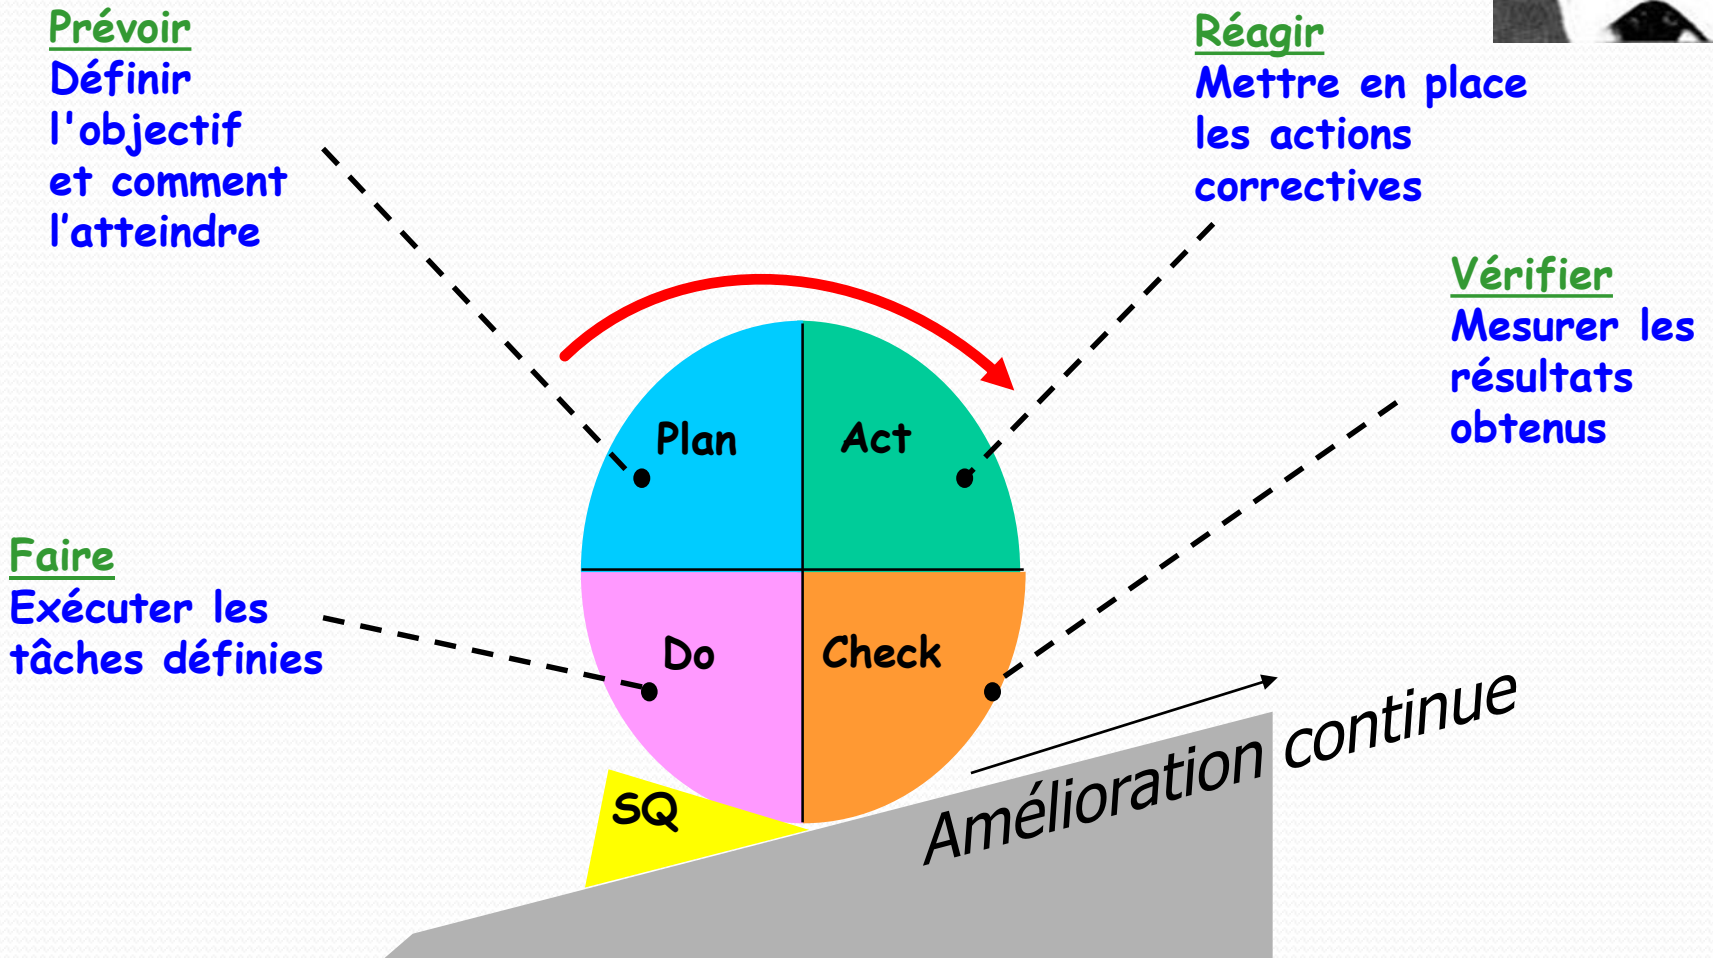 Prévoir
Définir
l'objectif
et comment
l’atteindre
Réagir
Mettre en place
les actions
correctives
Vérifier
Mesurer les
résultats
obtenus
Plan
Act
Faire
Exécuter les
tâches définies
Do
Check
SQ
Amélioration continue